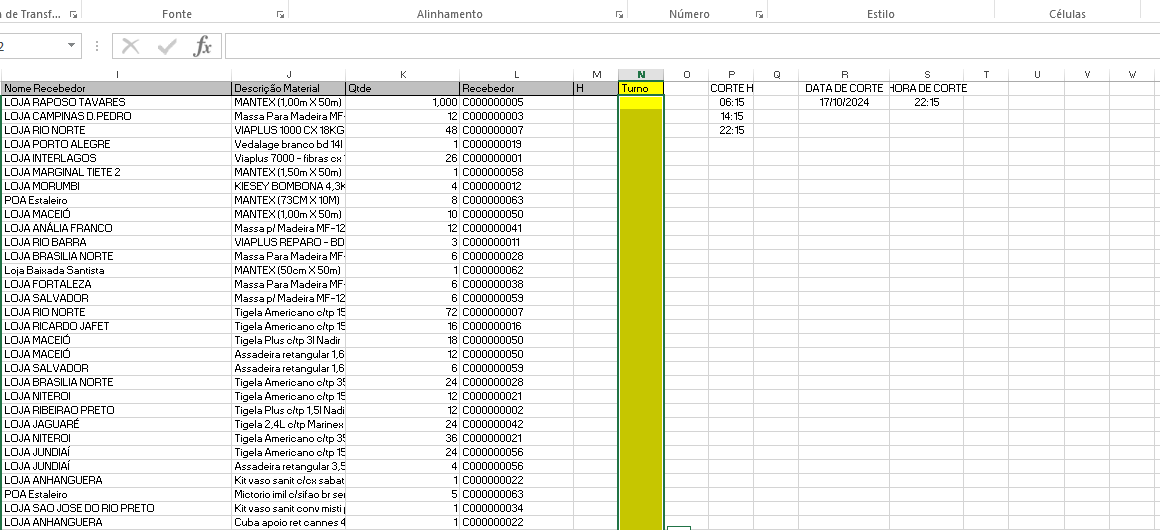 de Transf... Fonte Alinhamento Número Estilo Células
2 fx
I J K L M N O P Q R S T U V W
Nome Recebedor Descrição Material Qtde Recebedor H Turno CORTE H DATA DE CORTE HORA DE CORTE
LOJA RAPOSO TAVARES MANTEX (1,00m X 50m) 1,000 C000000005 06:15 17/10/2024 22:15
LOJA CAMPINAS D.PEDRO Massa Para Madeira MF- 12 C000000003 14:15
LOJA RIO NORTE VIAPLUS 1000 CX 18KG 48 C000000007 22:15
LOJA PORTO ALEGRE Vedalage branco bd 14l 1 C000000019
LOJA INTERLAGOS Viaplus 7000 - fibras cx 26 C000000001
LOJA MARGINAL TIETE 2 MANTEX (1,50m X 50m) 1 C000000058
LOJA MORUMBI KIESEY BOMBONA 4,3K 4 C000000012
POA Estaleiro MANTEX (73CM X 10M) 8 C000000063
LOJA MACEIÓ MANTEX (1,00m X 50m) 10 C000000050
LOJA ANÁLIA FRANCO Massa p/ Madeira MF-12 12 C000000041
LOJA RIO BARRA VIAPLUS REPARO - BD 3 C000000011
LOJA BRASILIA NORTE Massa Para Madeira MF- 6 C000000028
Loja Baixada Santista MANTEX (50cm X 50m) 1 C000000062
LOJA FORTALEZA Massa Para Madeira MF- 6 C000000038
LOJA SALVADOR Massa p/ Madeira MF-12 6 C000000059
LOJA RIO NORTE Tigela Americano c/tp 15 72 C000000007
LOJA RICARDO JAFET Tigela Americano c/tp 15 16 C000000016
LOJA MACEIÓ Tigela Plus c/tp 3l Nadir 18 C000000050
LOJA MACEIÓ Assadeira retangular 1,6 12 C000000050
LOJA SALVADOR Assadeira retangular 1,6 6 C000000059
LOJA BRASILIA NORTE Tigela Americano c/tp 35 24 C000000028
LOJA NITEROI Tigela Americano c/tp 15 12 C000000021
LOJA RIBEIRAO PRETO Tigela Plus c/tp 1,5l Nadi 12 C000000002
LOJA JAGUARÉ Tigela 2,4L c/tp Marinex 24 C000000042
LOJA NITEROI Tigela Americano c/tp 35 36 C000000021
LOJA JUNDIAí Tigela Americano c/tp 15 24 C000000056
LOJA JUNDIAí Assadeira retangular 3,5 4 C000000056
LOJA ANHANGUERA Kit vaso sanit c/cx sabat 1 C000000022
POA Estaleiro Mictorio imil c/sifao br ser 5 C000000063
LOJA SAO JOSE DO RIO PRETO Kit vaso sanit conv misti 1 C000000034
LOJA ANHANGUERA Cuba apoio ret cannes 4 1 C000000022